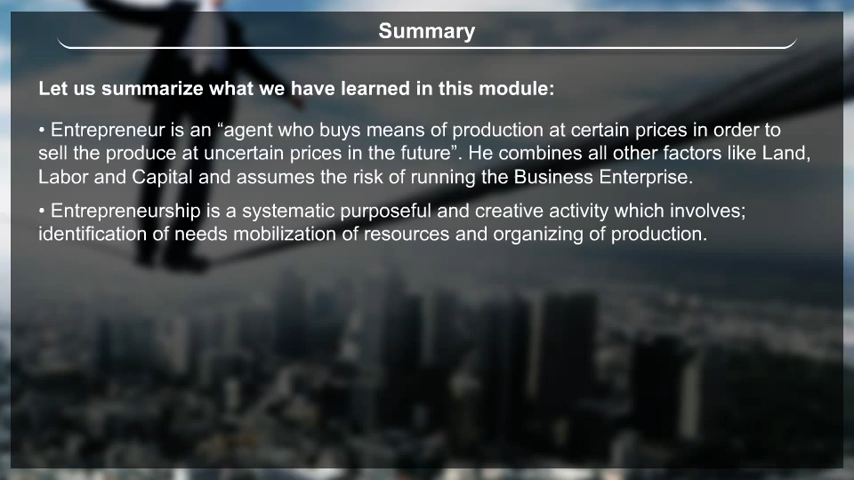 Summary
Let us summarize what we have learned in this module:
• Entrepreneur is an “agent who buys means of production at certain prices in order to
sell the produce at uncertain prices in the future”. He combines all other factors like Land,
Labor and Capital and assumes the risk of running the Business Enterprise.
• Entrepreneurship is a systematic purposeful and creative activity which involves;
identification of needs mobilization of resources and organizing of production.